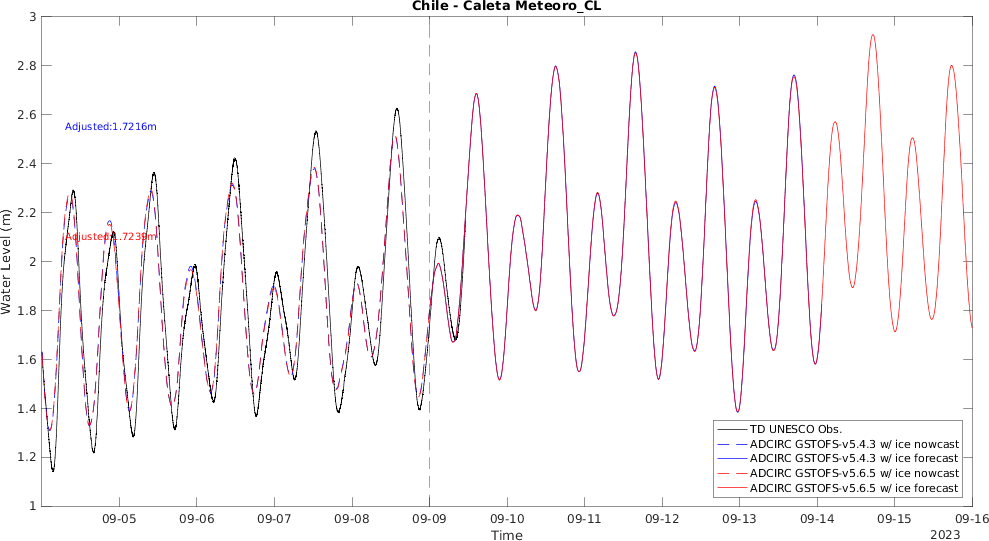 Chile - Caleta Meteoro_CL
Water Level (m)
3
2.8
2.6
2.4
2.2
2
1.8
1.6
1.4
1.2
1
Adjusted:1.7216m
Adjusted:1.7239m
TD UNESCO Obs.
ADCIRC GSTOFS-v5.4.3 w/ ice nowcast
ADCIRC GSTOFS-v5.4.3 w/ ice forecast
ADCIRC GSTOFS-v5.6.5 w/ ice nowcast
ADCIRC GSTOFS-v5.6.5 w/ ice forecast
09-05 09-06 09-07 09-08 09-09 09-10 09-11 09-12 09-13 09-14 09-15 09-16
Time
2023